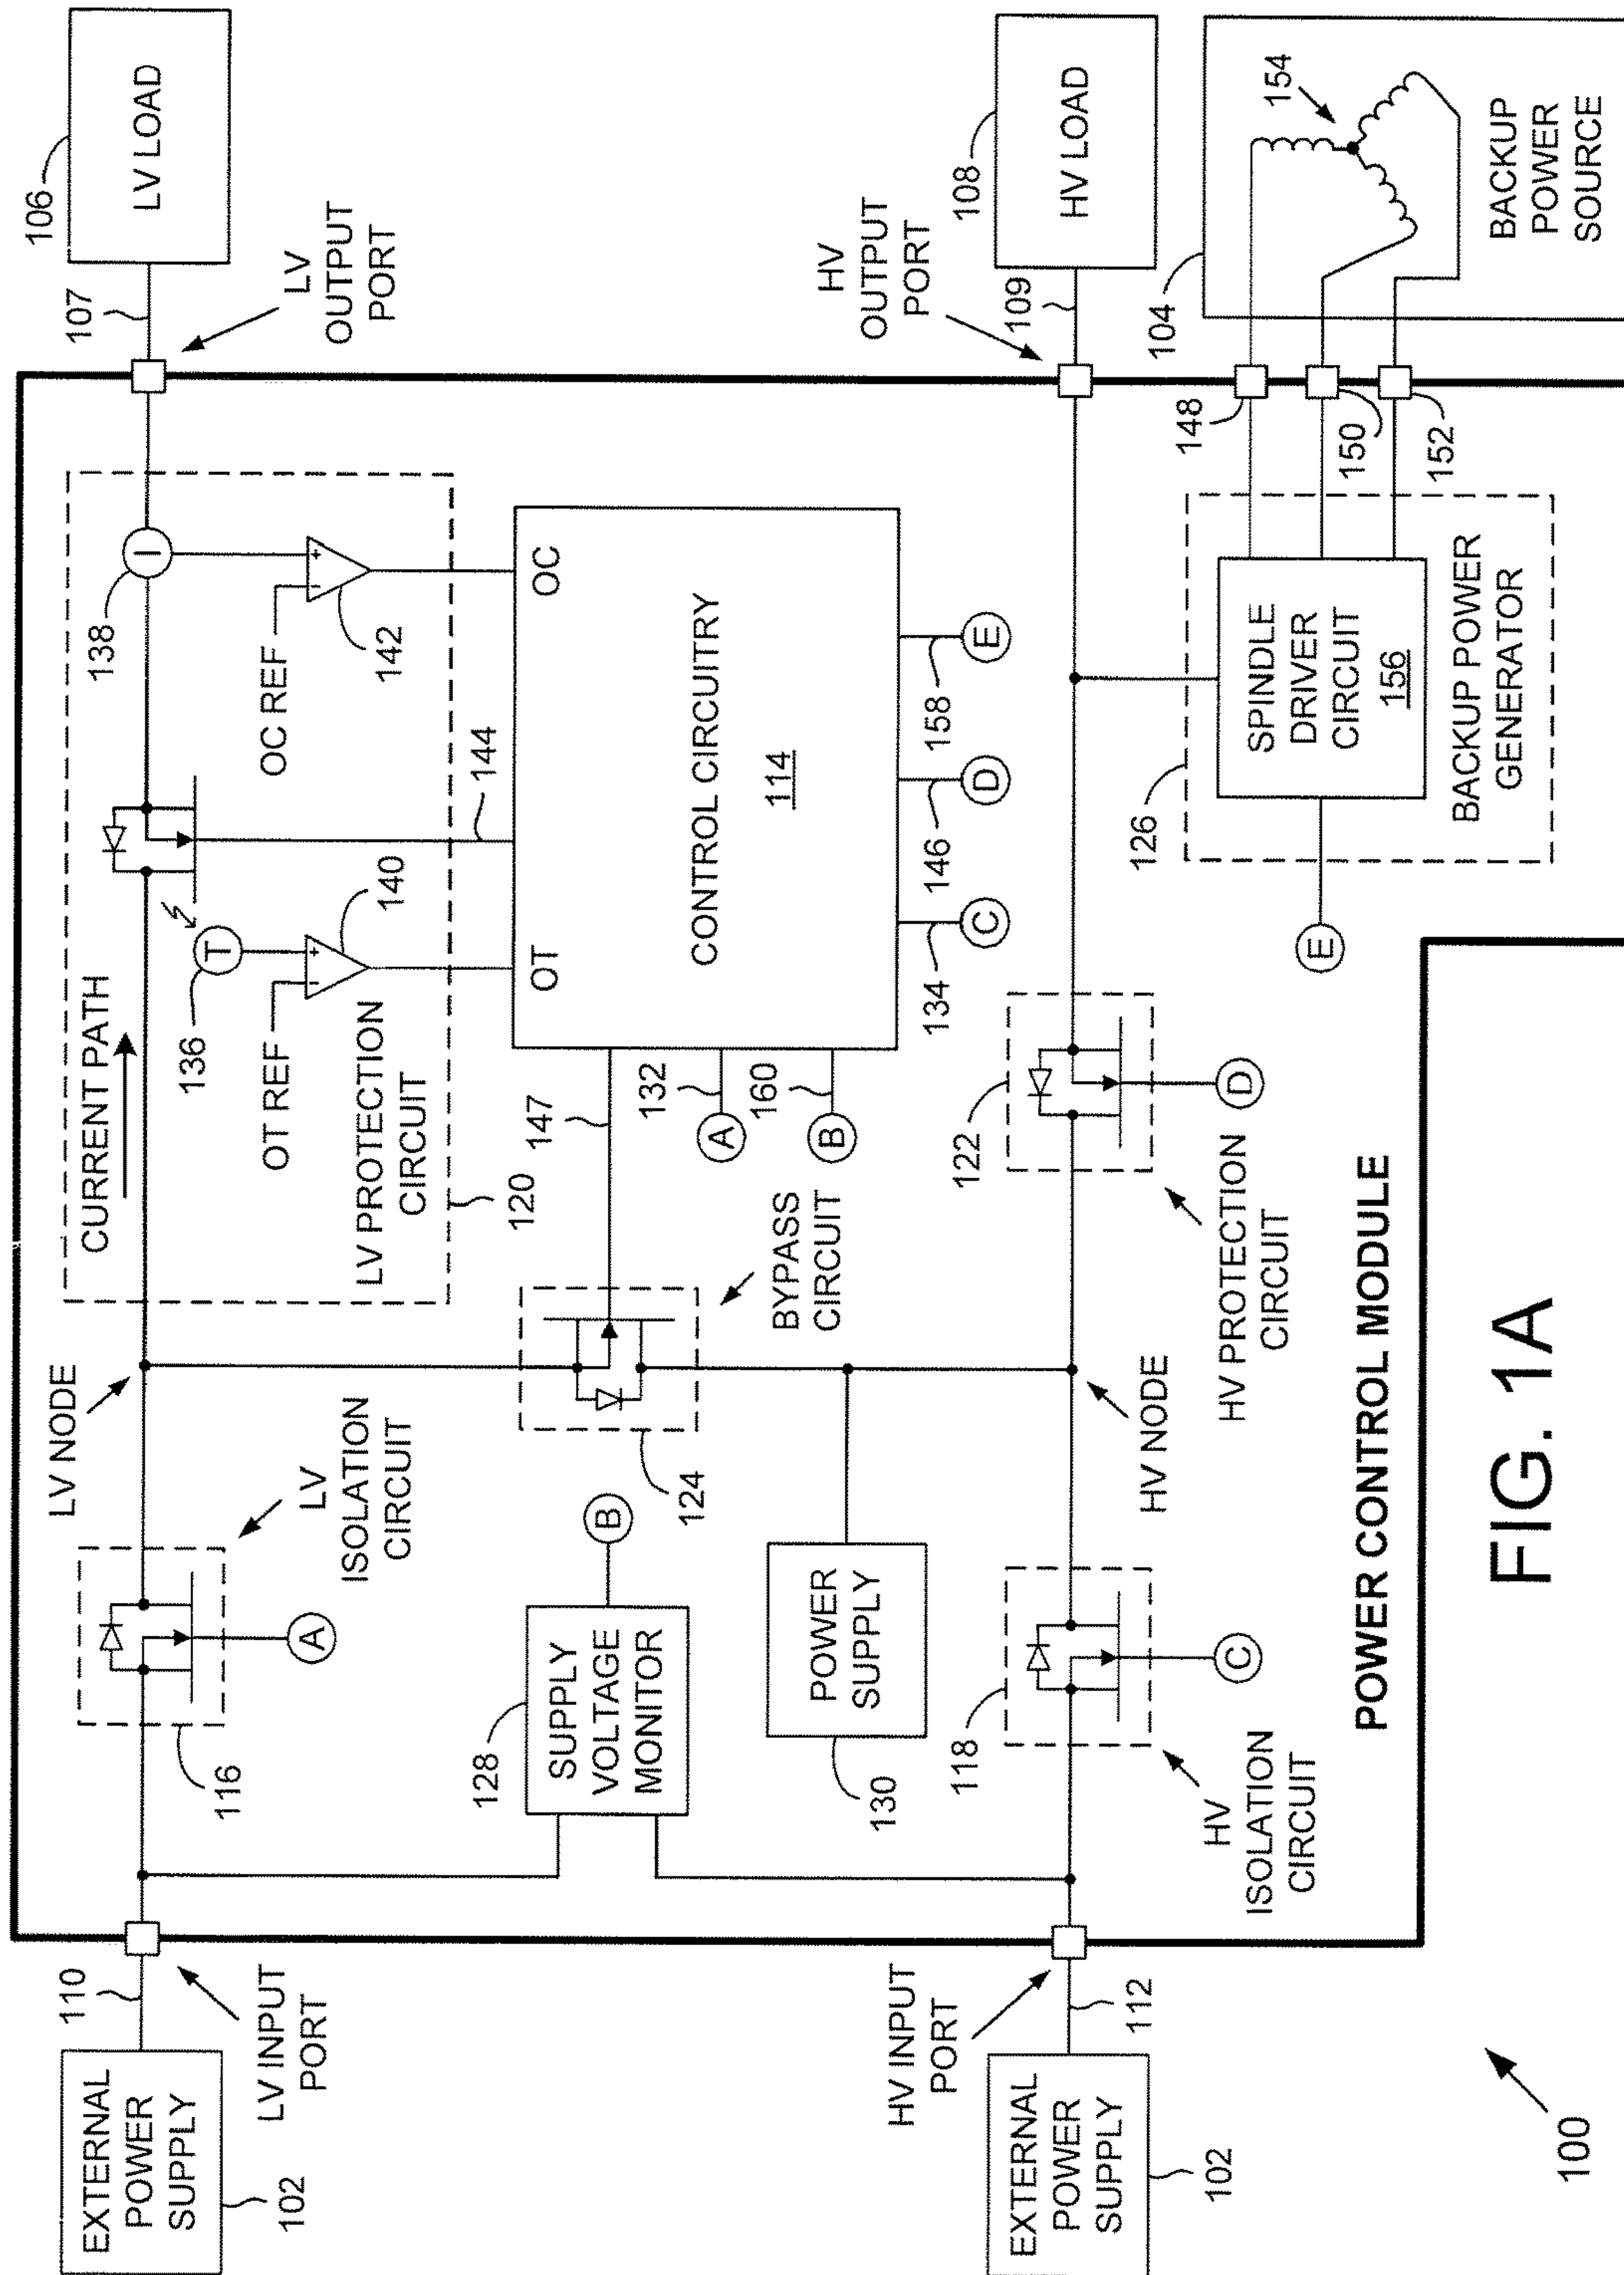 106
LV LOAD
107
LV
OUTPUT
PORT
HV
OUTPUT
PORT
108
HV LOAD
109
104
154
BACKUP
POWER
SOURCE
148
150
152
CURRENT PATH
138
I
OC REF
+
-
142
136
T
OT REF
+
-
140
LV PROTECTION
CIRCUIT
120
144
OT
OC
CONTROL CIRCUITRY
114
147
132
A
160
B
134
C
146
D
158
E
LV NODE
LV
ISOLATION
CIRCUIT
116
A
BYPASS
CIRCUIT
124
B
128
SUPPLY
VOLTAGE
MONITOR
POWER
SUPPLY
130
HV NODE
118
C
HV
ISOLATION
CIRCUIT
122
D
HV PROTECTION
CIRCUIT
126
SPINDLE
DRIVER
CIRCUIT
156
BACKUP POWER
GENERATOR
E
POWER CONTROL MODULE
110
LV INPUT
PORT
EXTERNAL
POWER
SUPPLY
102
HV INPUT
PORT
112
EXTERNAL
POWER
SUPPLY
102
100
FIG. 1A